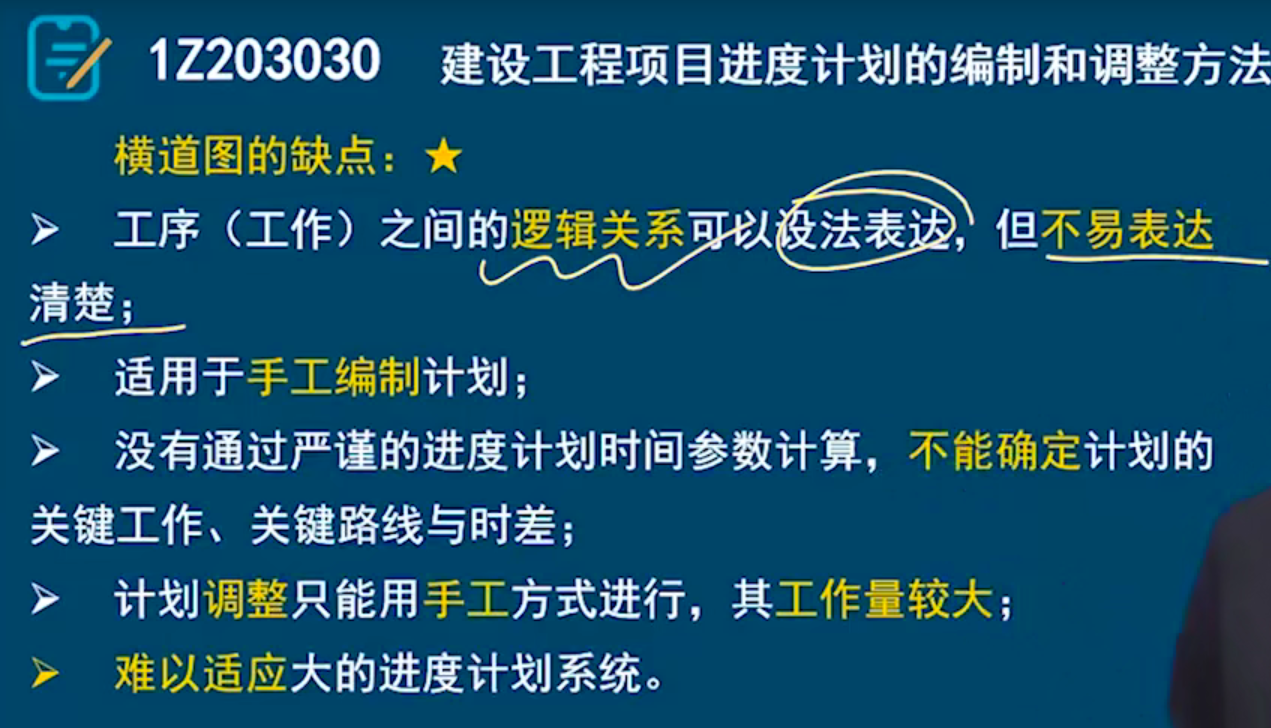 1Z203030 建设工程项目进度计划的编制和调整方法
横道图的缺点：★
➢ 工序（工作）之间的逻辑关系可以设法表达，但不易表达
清楚；
➢ 适用于手工编制计划；
➢ 没有通过严谨的进度计划时间参数计算，不能确定计划的
关键工作、关键路线与时差；
➢ 计划调整只能用手工方式进行，其工作量较大；
➢ 难以适应大的进度计划系统。